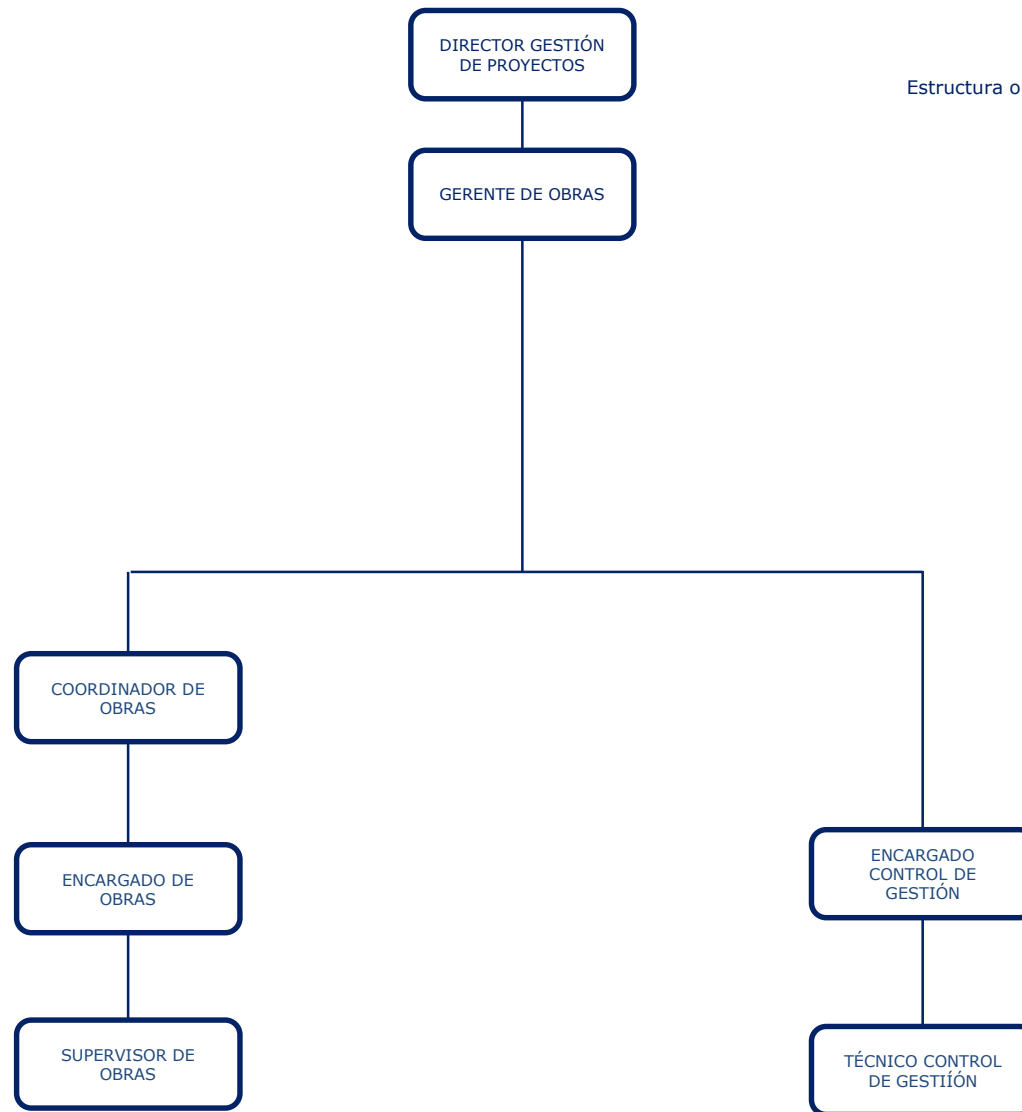 DIRECTOR GESTIÓN
DE PROYECTOS
Estructura o
GERENTE DE OBRAS
COORDINADOR DE
OBRAS
ENCARGADO DE
OBRAS
ENCARGADO
CONTROL DE
GESTIÓN
SUPERVISOR DE
OBRAS
TÉCNICO CONTROL
DE GESTIÍÓN